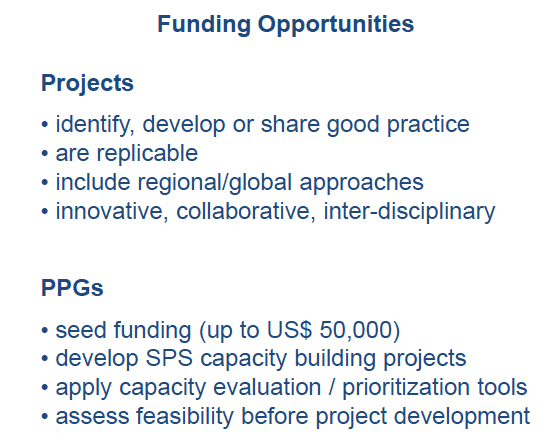 Funding Opportunities
Projects
• identify, develop or share good practice
• are replicable
• include regional/global approaches
• innovative, collaborative, inter-disciplinary
PPGs
• seed funding (up to US$ 50,000)
• develop SPS capacity building projects
• apply capacity evaluation / prioritization tools
• assess feasibility before project development